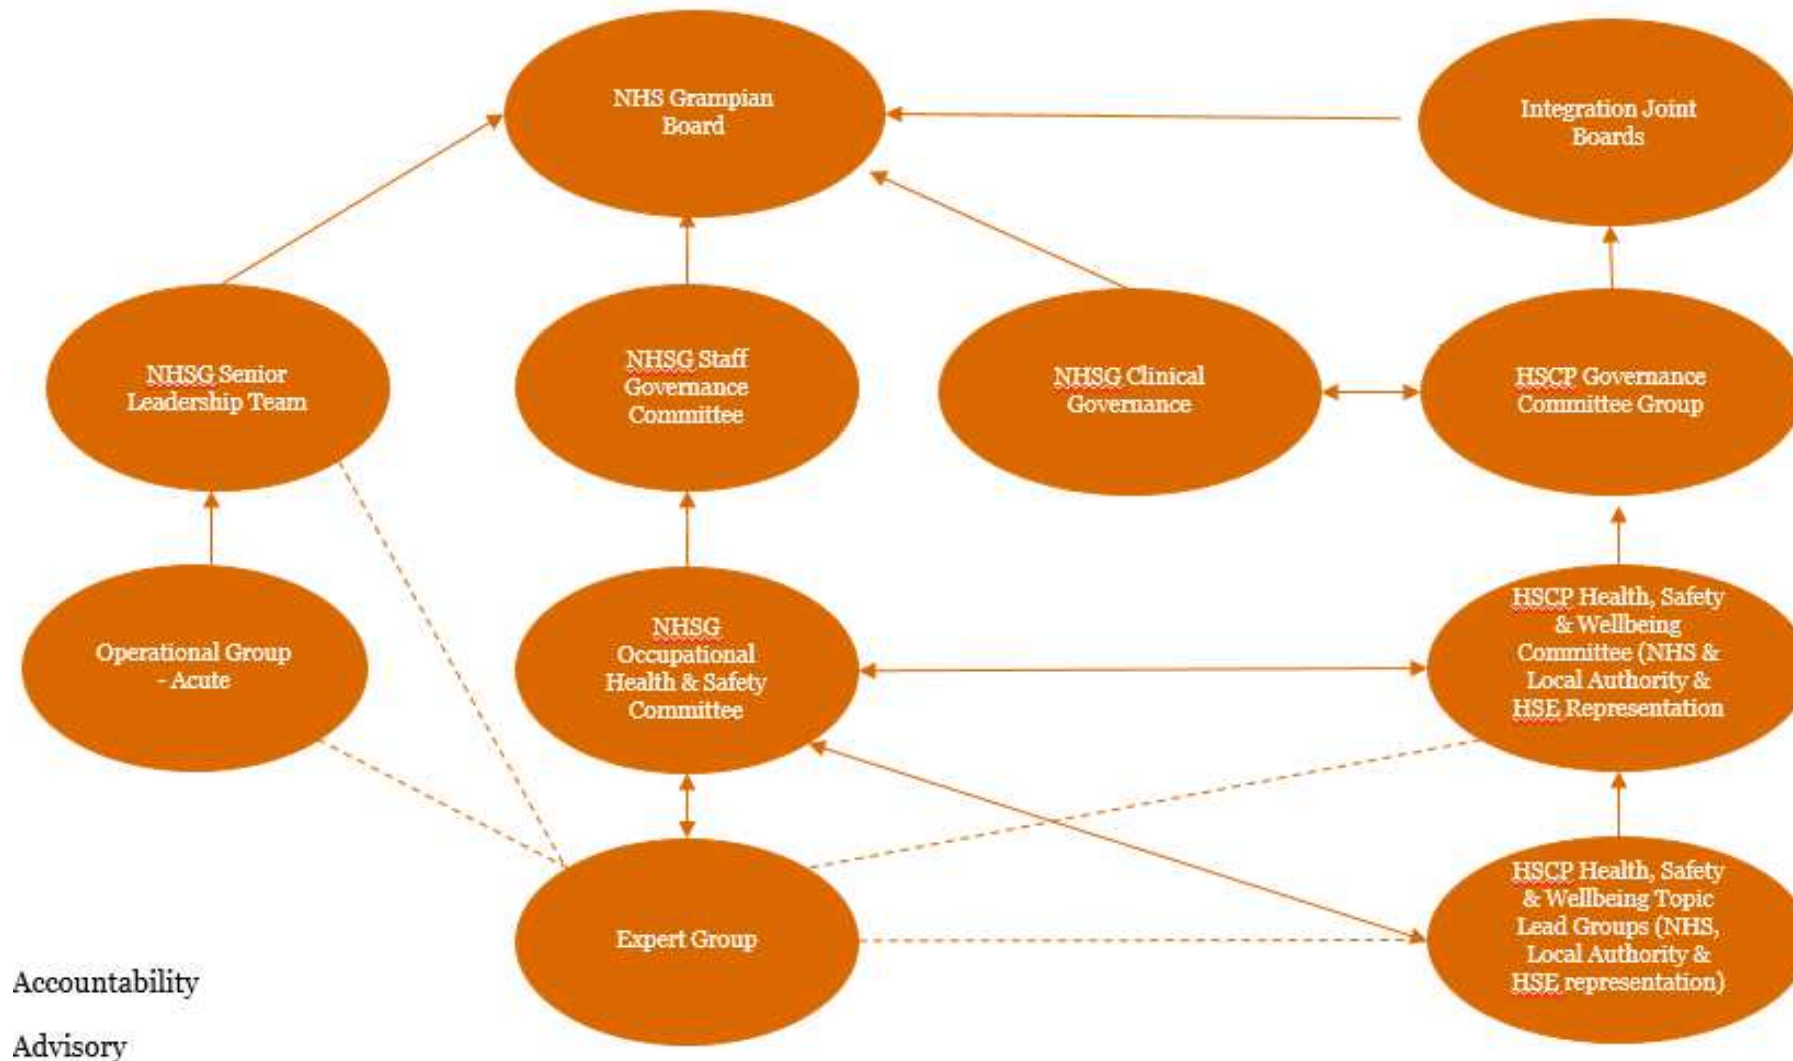 NHS Grampian
Board
Integration Joint
Boards
NHSG Senior
Leadership Team
NHSG Staff
Governance
Committee
NHSG Clinical
Governance
HSCP Governance
Committee Group
Operational Group
- Acute
NHSG
Occupational
Health & Safety
Committee
HSCP Health, Safety
& Wellbeing
Committee (NHS &
Local Authority &
HSE Representation
Expert Group
HSCP Health, Safety
& Wellbeing Topic
Lead Groups (NHS,
Local Authority &
HSE representation)
Accountability
Advisory